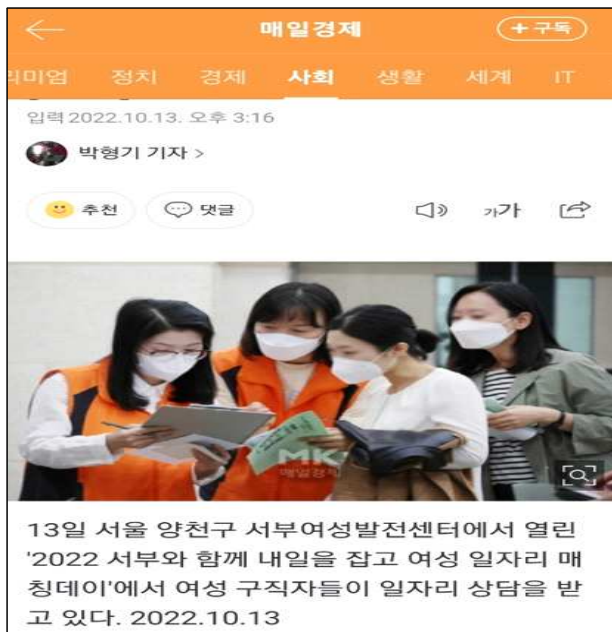 매일경제
+구독
리미엄 정치 경제 사회 생활 세계 IT
입력 2022.10.13. 오후 3:16
박형기 기자 >
추천 댓글 가가
MK
매일경제
13일 서울 양천구 서부여성발전센터에서 열린
'2022 서부와 함께 내일을 잡고 여성 일자리 매
칭데이'에서 여성 구직자들이 일자리 상담을 받
고 있다. 2022.10.13